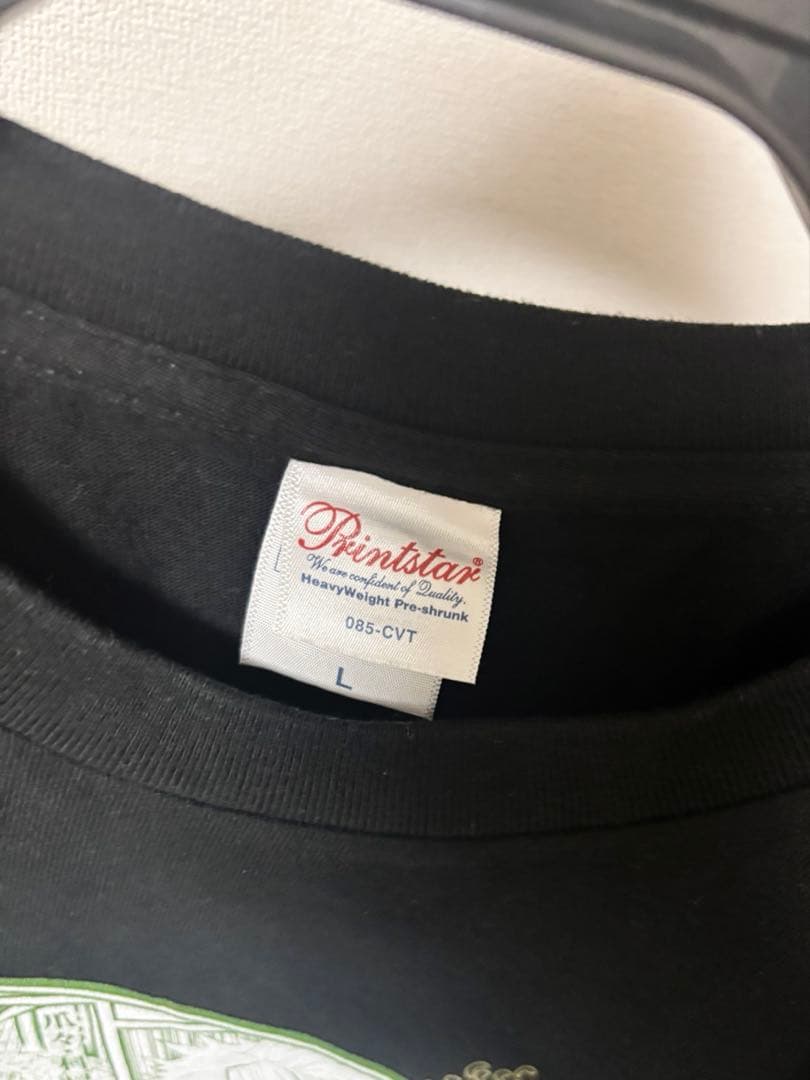 Printstar®
We are confident of Quality.
HeavyWeight Pre-shrunk
085-CVT
L